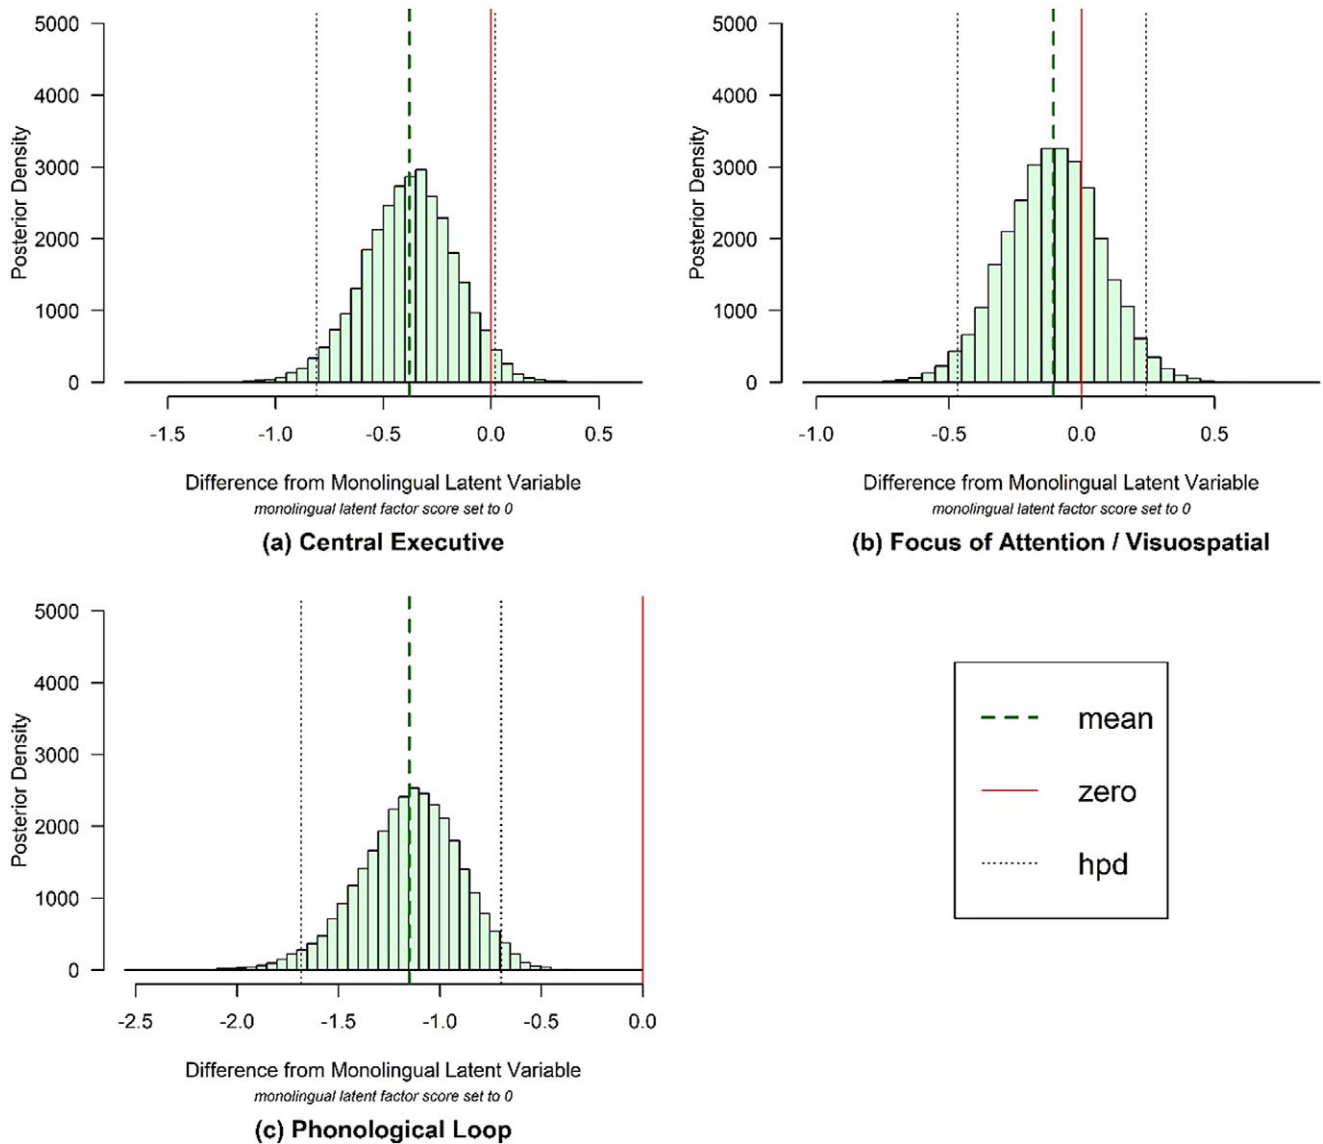 5000
4000
3000
2000
1000
0
Posterior Density
-1.5 -1.0 -0.5 0.0 0.5
Difference from Monolingual Latent Variable
monolingual latent factor score set to 0
(a) Central Executive
5000
4000
3000
2000
1000
0
Posterior Density
-1.0 -0.5 0.0 0.5
Difference from Monolingual Latent Variable
monolingual latent factor score set to 0
(b) Focus of Attention / Visuospatial
5000
4000
3000
2000
1000
0
Posterior Density
-2.5 -2.0 -1.5 -1.0 -0.5 0.0
Difference from Monolingual Latent Variable
monolingual latent factor score set to 0
(c) Phonological Loop
mean
zero
hpd